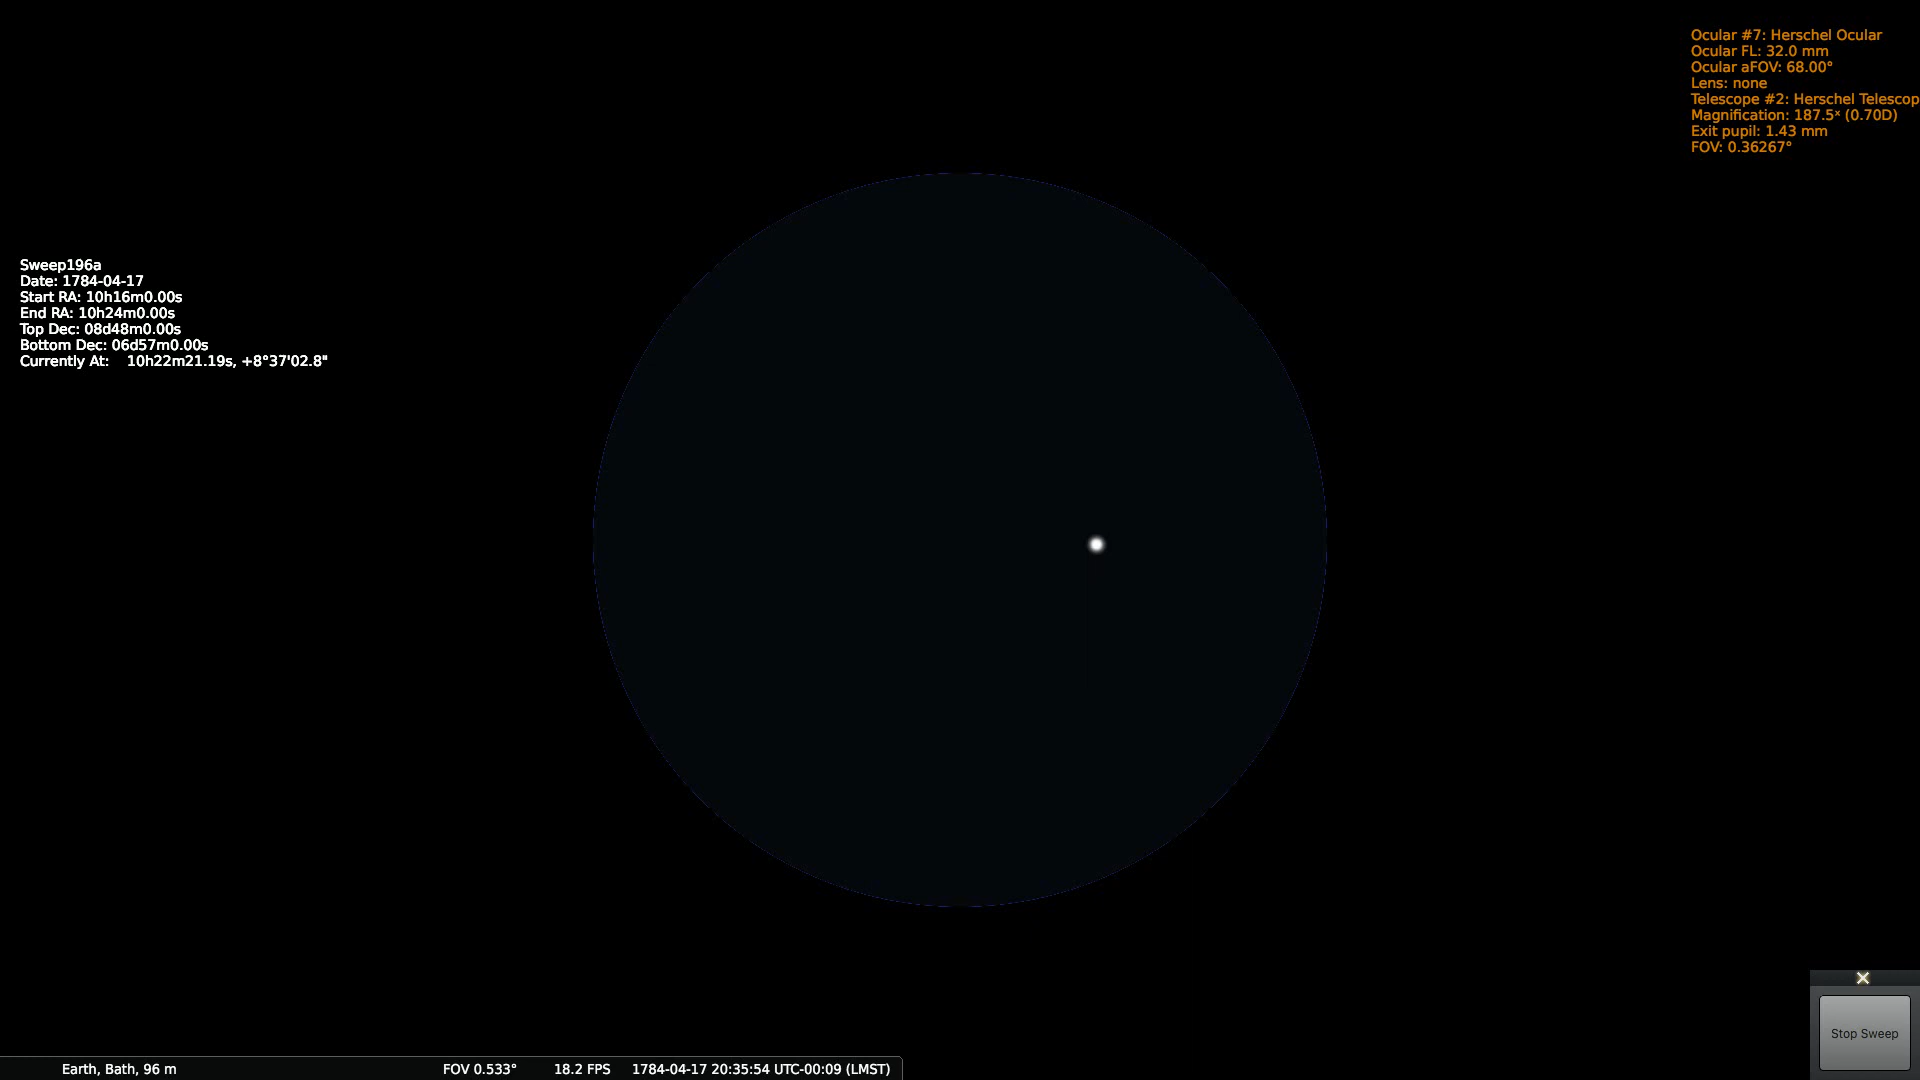 Ocular #7: Herschel Ocular
Ocular FL: 32.0 mm
Ocular aFOV: 68.00°
Lens: none
Telescope #2: Herschel Telescop
Magnification: 187.5ˣ (0.70D)
Exit pupil: 1.43 mm
FOV: 0.36267°
Sweep196a
Date: 1784-04-17
Start RA: 10h16m0.00s
End RA: 10h24m0.00s
Top Dec: 08d48m0.00s
Bottom Dec: 06d57m0.00s
Currently At: 10h22m21.19s, +8°37'02.8"
Stop Sweep
Earth, Bath, 96 m FOV 0.533° 18.2 FPS 1784-04-17 20:35:54 UTC-00:09 (LMST)